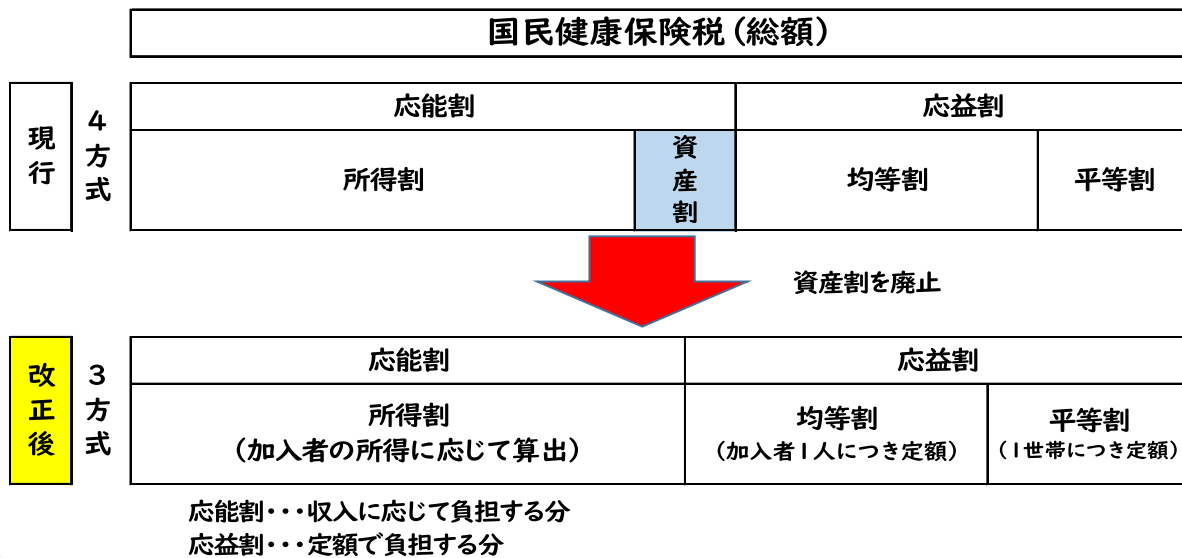 国民健康保険税(総額)
現行
4方式
応能割
応益割
所得割
資産割
均等割
平等割
資産割を廃止
改正後
3方式
応能割
応益割
所得割
(加入者の所得に応じて算出)
均等割
(加入者1人につき定額)
平等割
(1世帯につき定額)
応能割・・・収入に応じて負担する分
応益割・・・定額で負担する分